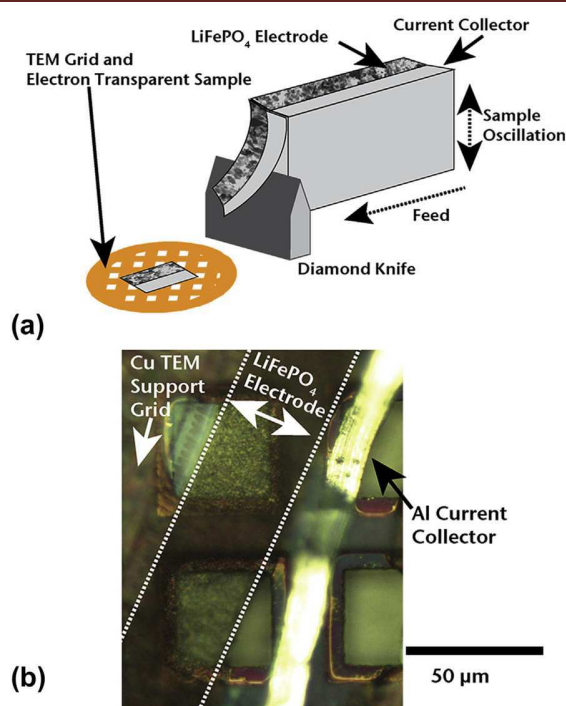 LiFePO₄ Electrode
Current Collector
TEM Grid and
Electron Transparent Sample
Sample
Oscillation
Feed
Diamond Knife
(a)
Cu TEM
Support
Grid
LiFePO₄
Electrode
Al Current
Collector
50 µm
(b)